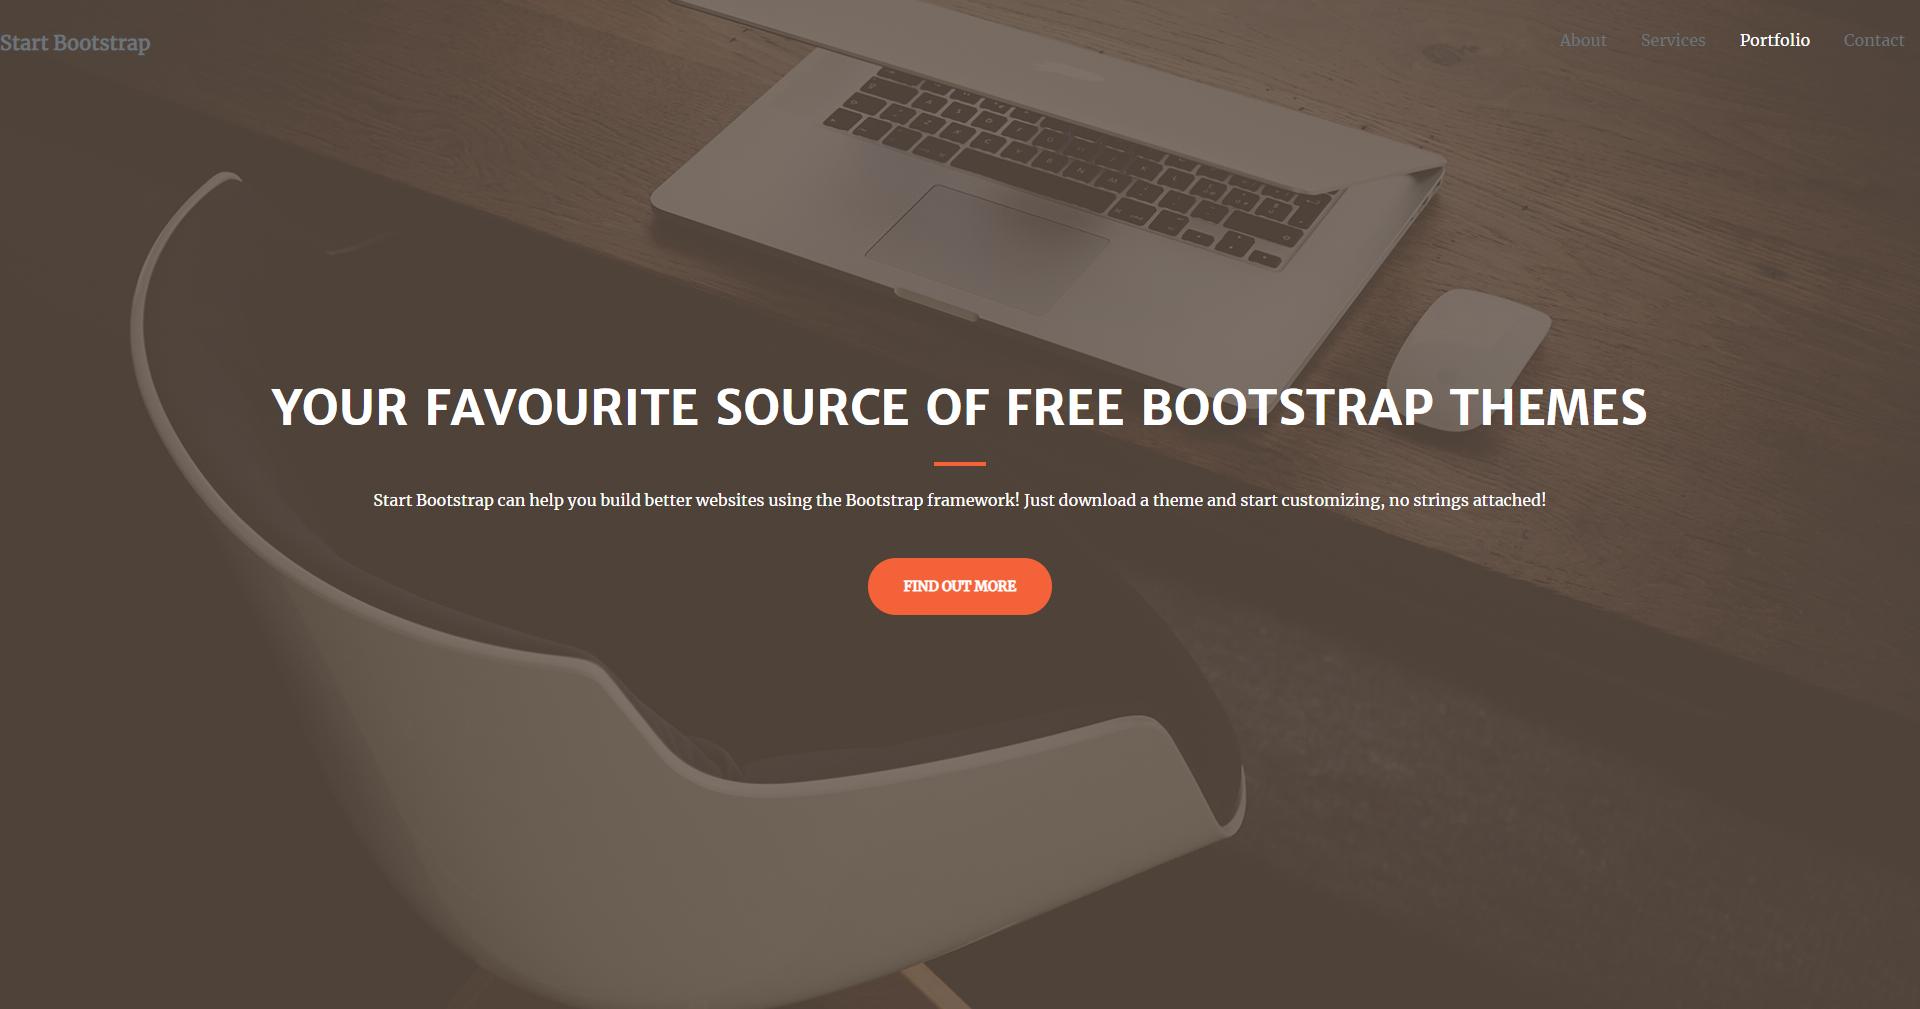 Start Bootstrap
About Services Portfolio Contact
YOUR FAVOURITE SOURCE OF FREE BOOTSTRAP THEMES
Start Bootstrap can help you build better websites using the Bootstrap framework! Just download a theme and start customizing, no strings attached!
FIND OUT MORE